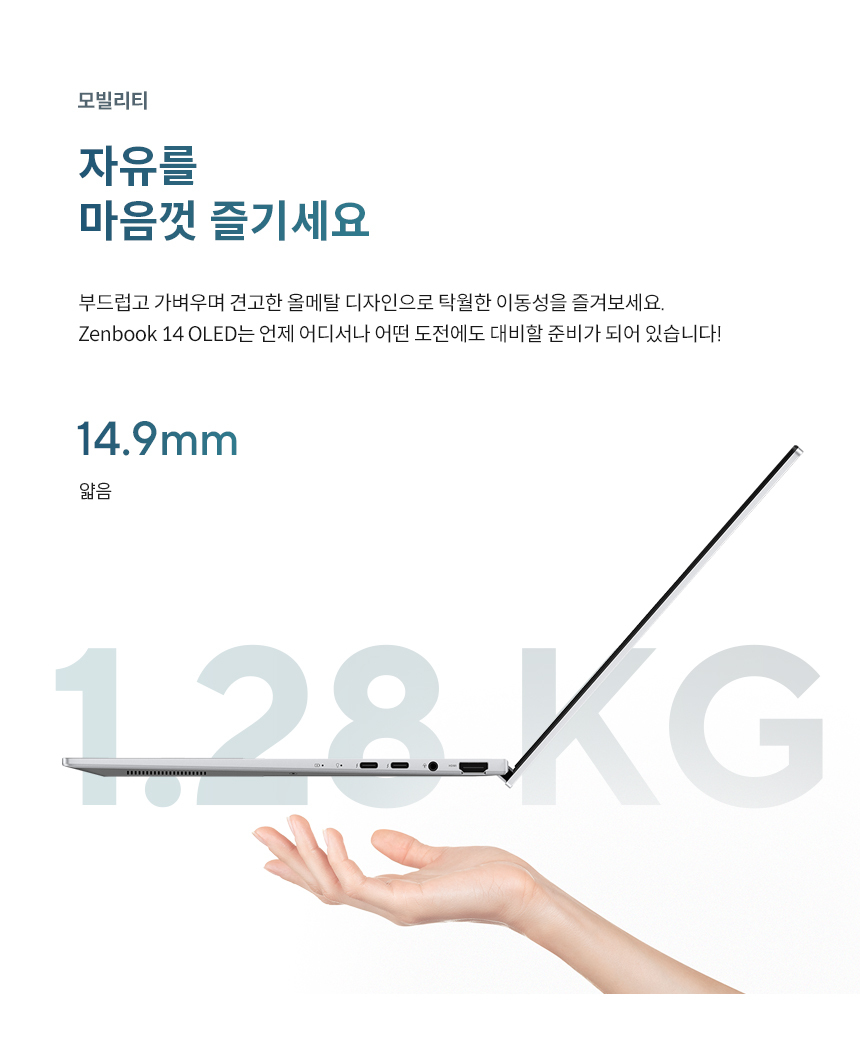 모빌리티
자유를
마음껏 즐기세요
부드럽고 가벼우며 견고한 올메탈 디자인으로 탁월한 이동성을 즐겨보세요.
Zenbook 14 OLED는 언제 어디서나 어떤 도전에도 대비할 준비가 되어 있습니다!
14.9mm
얇음
1.28 KG